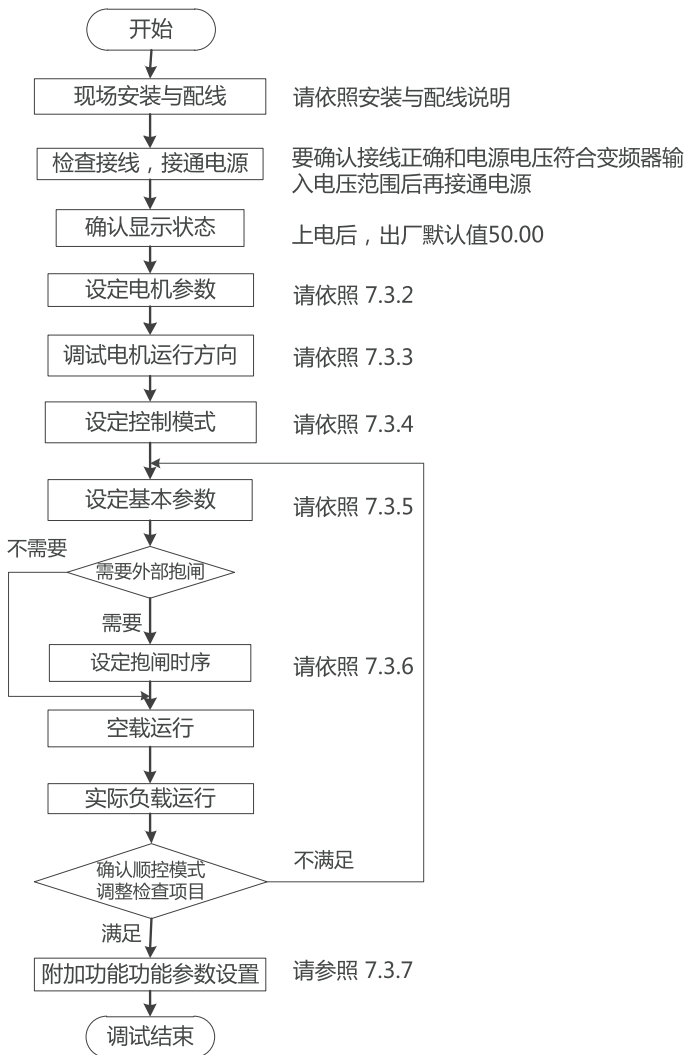 开始
现场安装与配线
请依照安装与配线说明
检查接线，接通电源
要确认接线正确和电源电压符合变频器输
入电压范围后再接通电源
确认显示状态
上电后，出厂默认值50.00
设定电机参数
请依照 7.3.2
调试电机运行方向
请依照 7.3.3
设定控制模式
请依照 7.3.4
设定基本参数
请依照 7.3.5
不需要
需要外部抱闸
需要
设定抱闸时序
请依照 7.3.6
空载运行
实际负载运行
确认顺控模式
调整检查项目
不满足
满足
附加功能功能参数设置
请参照 7.3.7
调试结束